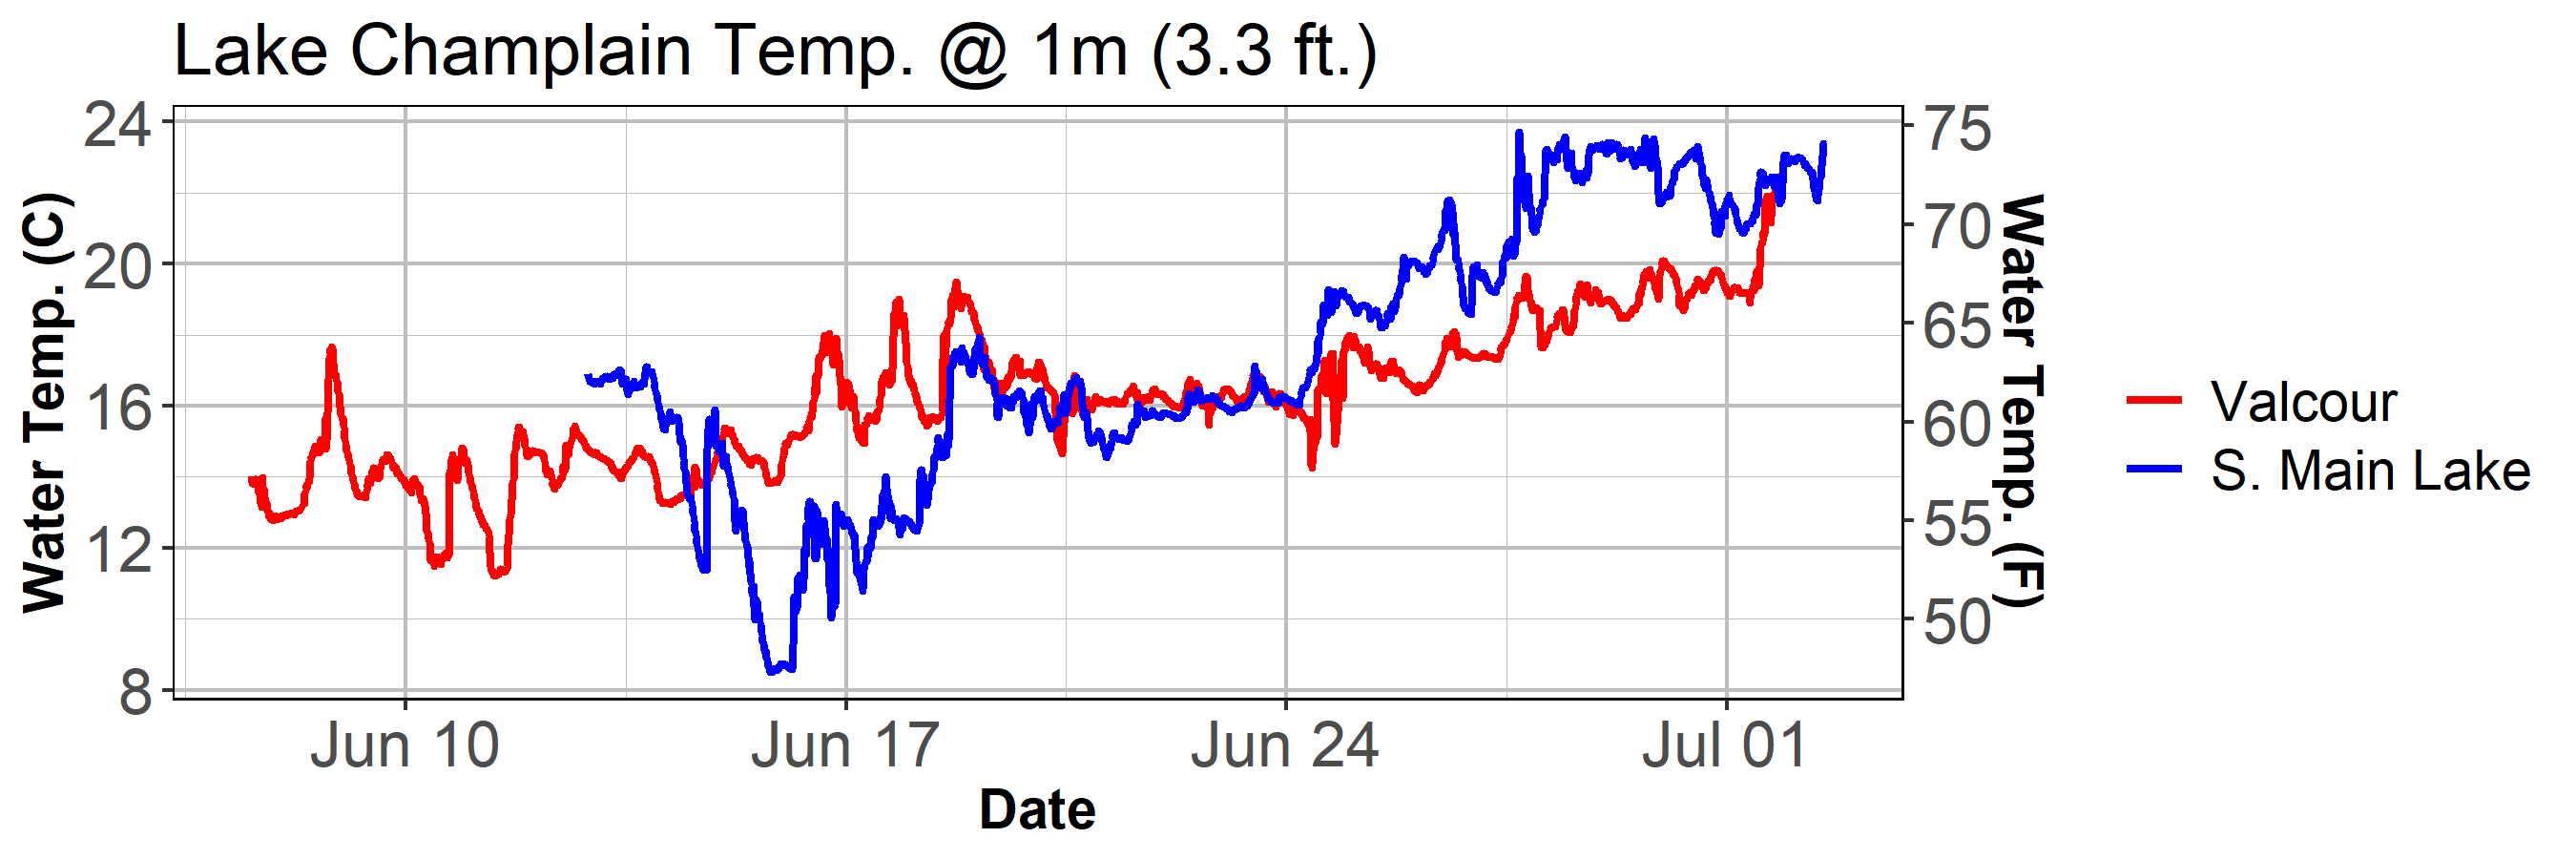 Lake Champlain Temp. @ 1m (3.3 ft.)
24
20
16
12
8
Water Temp. (C)
75
70
65
60
55
50
Water Temp. (F)
Jun 10
Jun 17
Jun 24
Jul 01
Date
Valcour
S. Main Lake